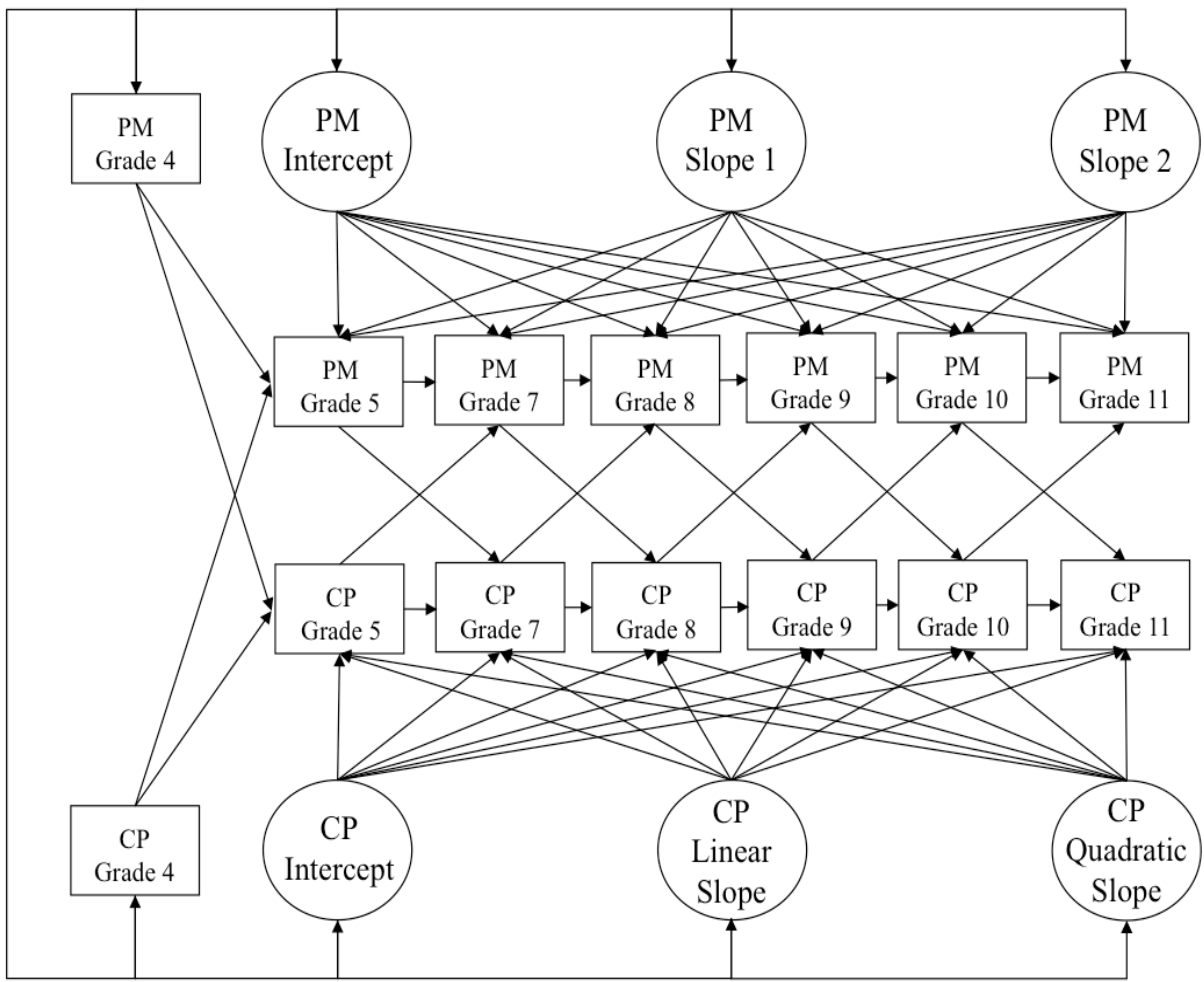 PM
Grade 4
PM
Intercept
PM
Slope 1
PM
Slope 2
PM
Grade 5
PM
Grade 7
PM
Grade 8
PM
Grade 9
PM
Grade 10
PM
Grade 11
CP
Grade 5
CP
Grade 7
CP
Grade 8
CP
Grade 9
CP
Grade 10
CP
Grade 11
CP
Grade 4
CP
Intercept
CP
Linear
Slope
CP
Quadratic
Slope